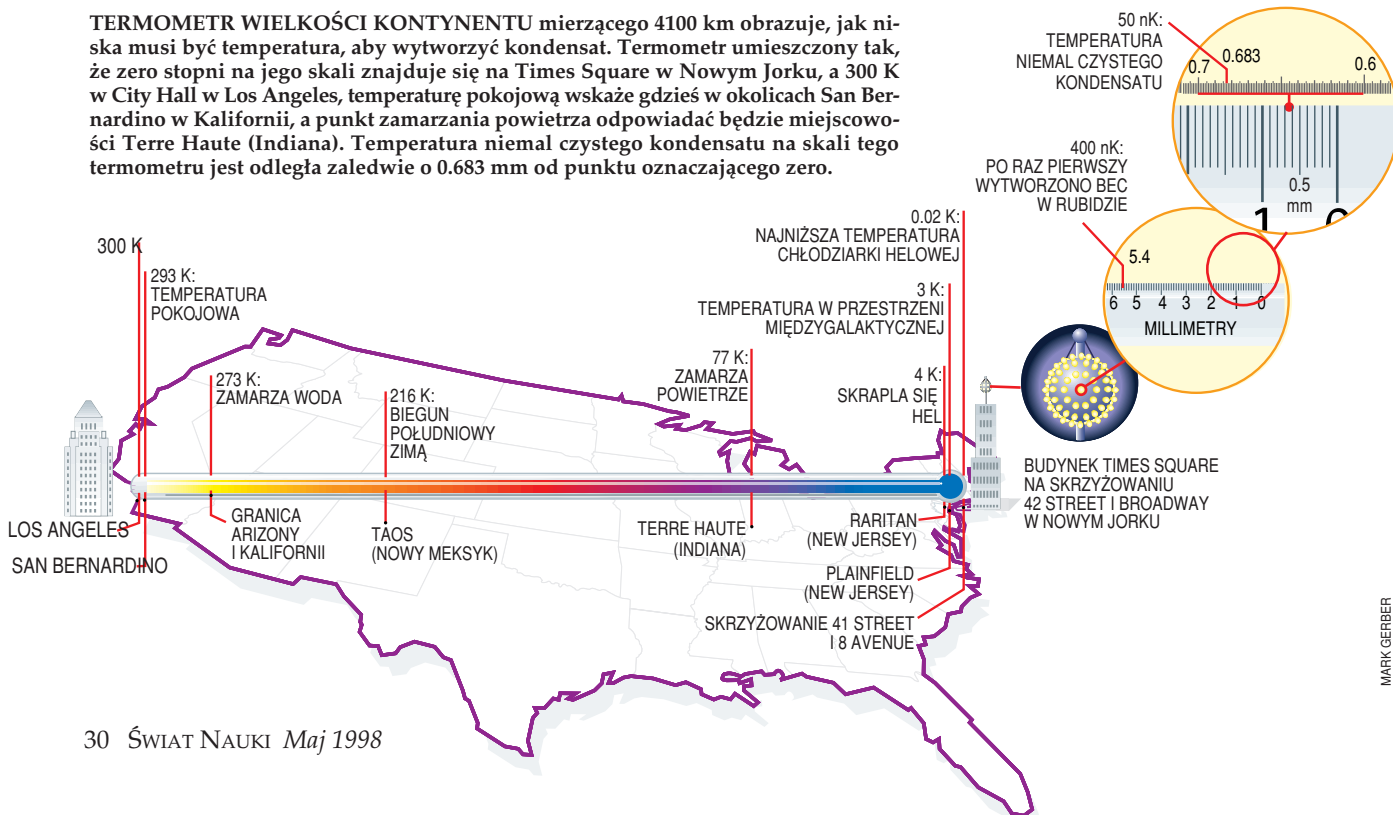 TERMOMETR WIELKOŚCI KONTYNENTU mierzącego 4100 km obrazuje, jak ni-
ska musi być temperatura, aby wytworzyć kondensat. Termometr umieszczony tak,
że zero stopni na jego skali znajduje się na Times Square w Nowym Jorku, a 300 K
w City Hall w Los Angeles, temperaturę pokojową wskaże gdzieś w okolicach San Ber-
nardino w Kalifornii, a punkt zamarzania powietrza odpowiadać będzie miejscowo-
ści Terre Haute (Indiana). Temperatura niemal czystego kondensatu na skali tego
termometru jest odległa zaledwie o 0.683 mm od punktu oznaczającego zero.
50 nK:
TEMPERATURA
NIEMAL CZYSTEGO
KONDENSATU
0.7
0.683
0.6
0.5
mm
1 0
400 nK:
PO RAZ PIERWSZY
WYTWORZONO BEC
W RUBIDZIE
5.4
6 5 4 3 2 1 0
MILLIMETRY
300 K
293 K:
TEMPERATURA
POKOJOWA
273 K:
ZAMARZA WODA
216 K:
BIEGUN
POŁUDNIOWY
ZIMĄ
77 K:
ZAMARZA
POWIETRZE
0.02 K:
NAJNIŻSZA TEMPERATURA
CHŁODZIARKI HELOWEJ
3 K:
TEMPERATURA W PRZESTRZENI
MIĘDZYGALAKTYCZNEJ
4 K:
SKRAPLA SIĘ
HEL
LOS ANGELES
SAN BERNARDINO
GRANICA
ARIZONY
I KALIFORNII
TAOS
(NOWY MEKSYK)
TERRE HAUTE
(INDIANA)
RARITAN
(NEW JERSEY)
PLAINFIELD
(NEW JERSEY)
SKRZYŻOWANIE 41 STREET
I 8 AVENUE
BUDYNEK TIMES SQUARE
NA SKRZYŻOWANIU
42 STREET I BROADWAY
W NOWYM JORKU
MARK GERBER
30 ŚWIAT NAUKI Maj 1998